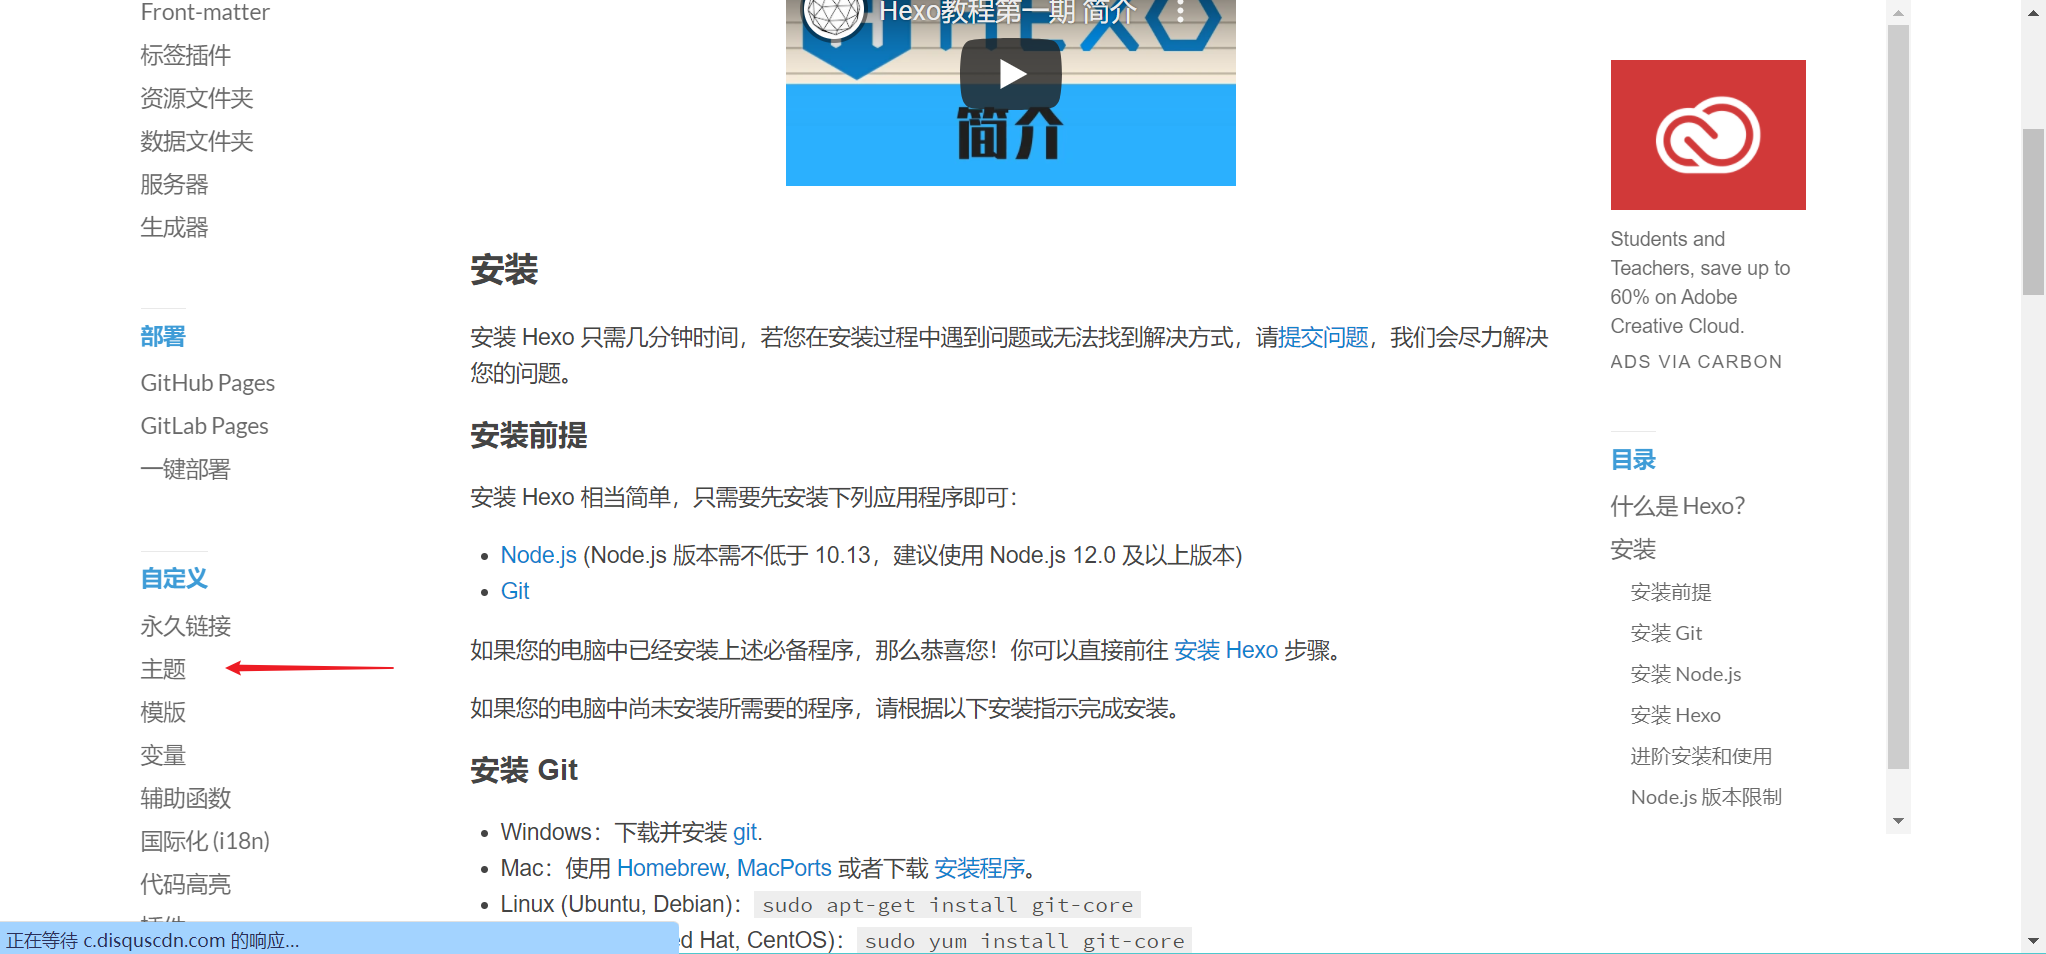 Front-matter
标签插件
资源文件夹
数据文件夹
服务器
生成器
部署
GitHub Pages
GitLab Pages
一键部署
自定义
永久链接
主题
模版
变量
辅助函数
国际化 (i18n)
代码高亮
插件
正在等待 c.disquscdn.com 的响应...
Hexo教程第一期 简介
HEXO
简介
安装
安装 Hexo 只需几分钟时间，若您在安装过程中遇到问题或无法找到解决方式，请提交问题，我们会尽力解决
您的问题。
安装前提
安装 Hexo 相当简单，只需要先安装下列应用程序即可：
Node.js (Node.js 版本需不低于 10.13，建议使用 Node.js 12.0 及以上版本)
Git
如果您的电脑中已经安装上述必备程序，那么恭喜您！你可以直接前往 安装 Hexo 步骤。
如果您的电脑中尚未安装所需要的程序，请根据以下安装指示完成安装。
安装 Git
Windows：下载并安装 git.
Mac：使用 Homebrew, MacPorts 或者下载 安装程序。
Linux (Ubuntu, Debian)：sudo apt-get install git-core
d Hat, CentOS)：sudo yum install git-core
Students and
Teachers, save up to
60% on Adobe
Creative Cloud.
ADS VIA CARBON
目录
什么是 Hexo？
安装
安装前提
安装 Git
安装 Node.js
安装 Hexo
进阶安装和使用
Node.js 版本限制